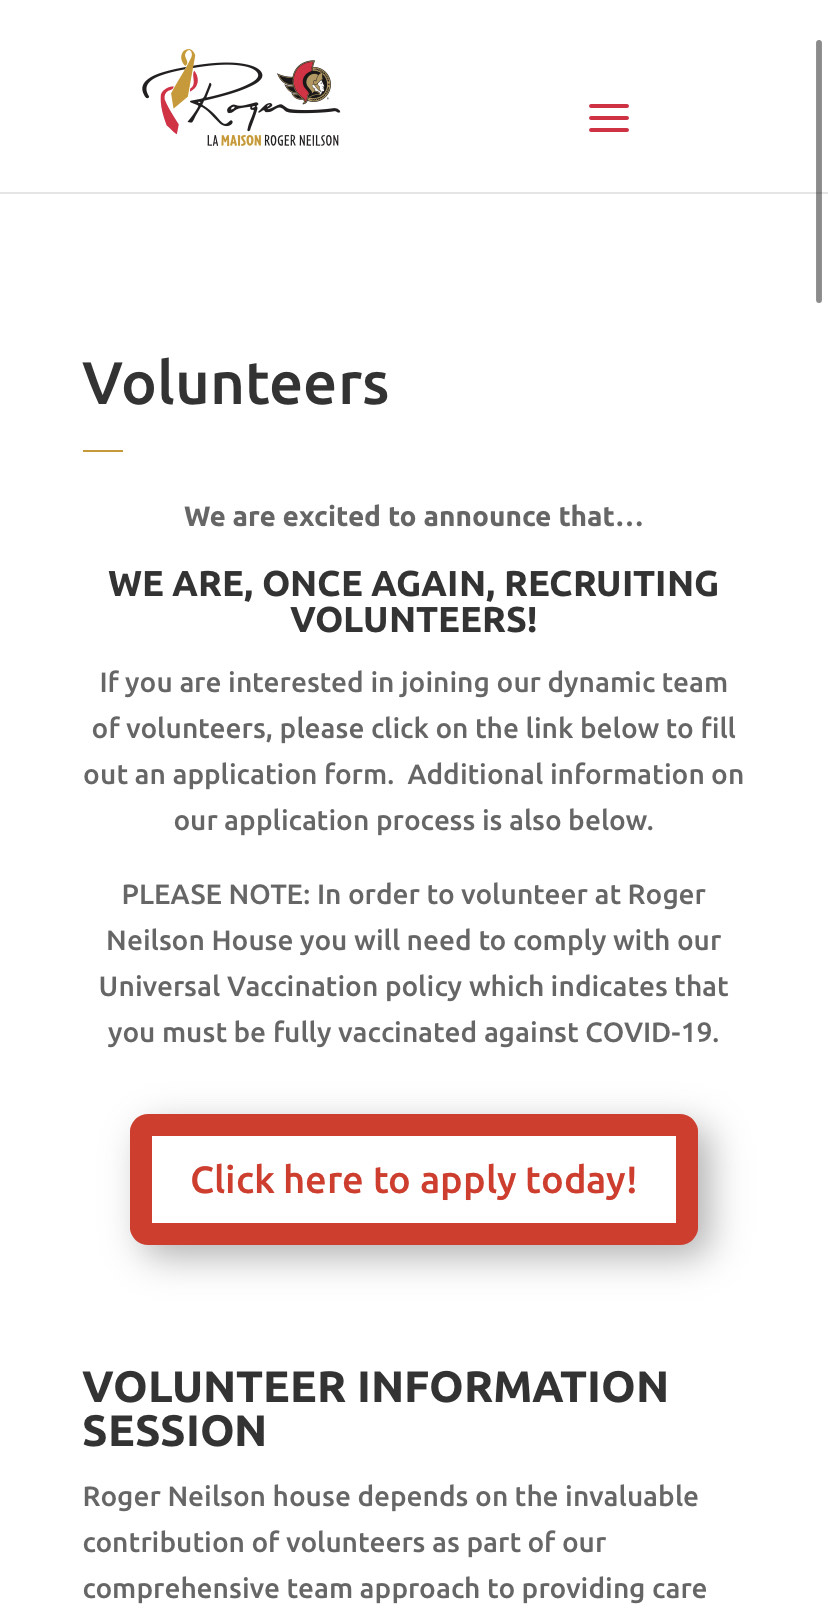 Roger
LA MAISON ROGER NEILSON
Volunteers
We are excited to announce that...
WE ARE, ONCE AGAIN, RECRUITING
VOLUNTEERS!
If you are interested in joining our dynamic team
of volunteers, please click on the link below to fill
out an application form.  Additional information on
our application process is also below.
PLEASE NOTE: In order to volunteer at Roger
Neilson House you will need to comply with our
Universal Vaccination policy which indicates that
you must be fully vaccinated against COVID-19.
Click here to apply today!
VOLUNTEER INFORMATION
SESSION
Roger Neilson house depends on the invaluable
contribution of volunteers as part of our
comprehensive team approach to providing care